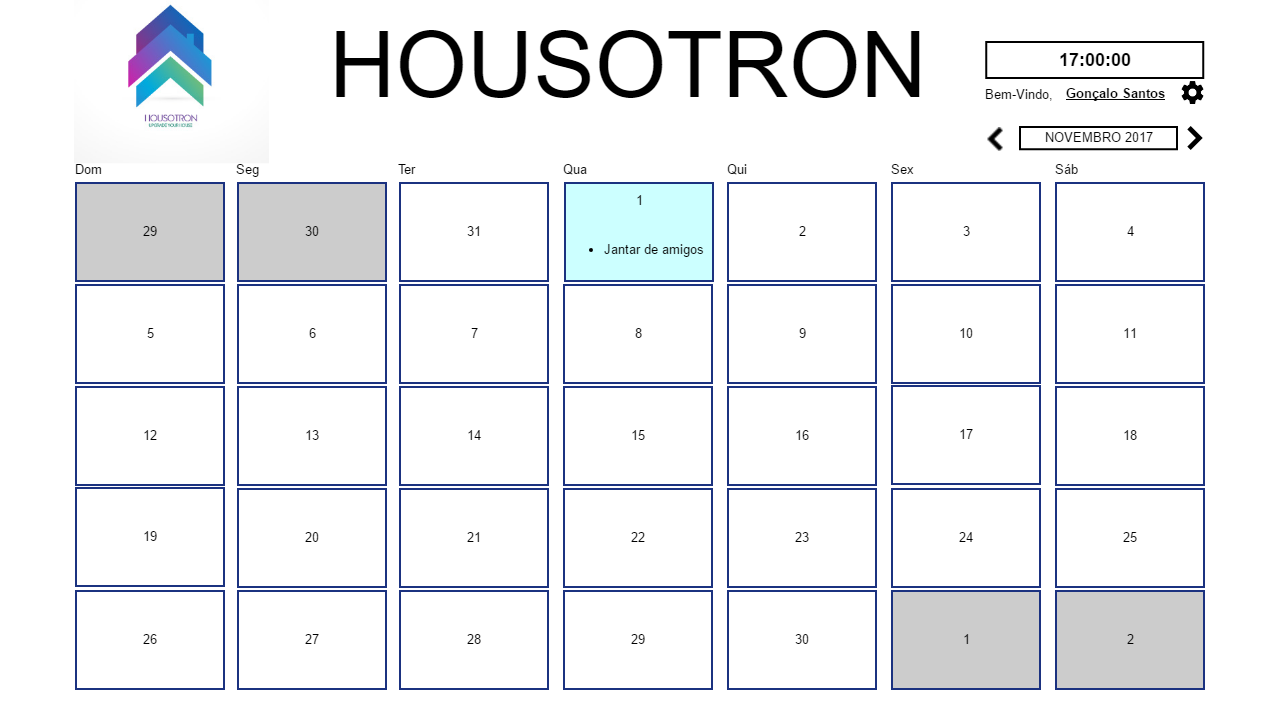 HOUSOTRON
17:00:00
Bem-Vindo, Gonçalo Santos
HOUSOTRON
UPGRADE YOUR HOUSE
NOVEMBRO 2017
Dom Seg Ter Qua Qui Sex Sáb
29 30 31 1 2 3 4
• Jantar de amigos
5 6 7 8 9 10 11
12 13 14 15 16 17 18
19 20 21 22 23 24 25
26 27 28 29 30 1 2